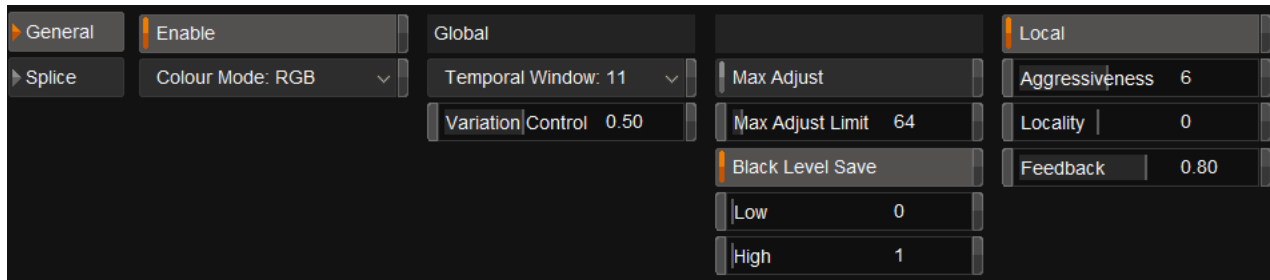 General
Enable
Global
Local
Splice
Colour Mode: RGB
Temporal Window: 11
Max Adjust
Aggressiveness 6
Variation Control 0.50
Max Adjust Limit 64
Locality 0
Black Level Save
Feedback 0.80
Low 0
High 1